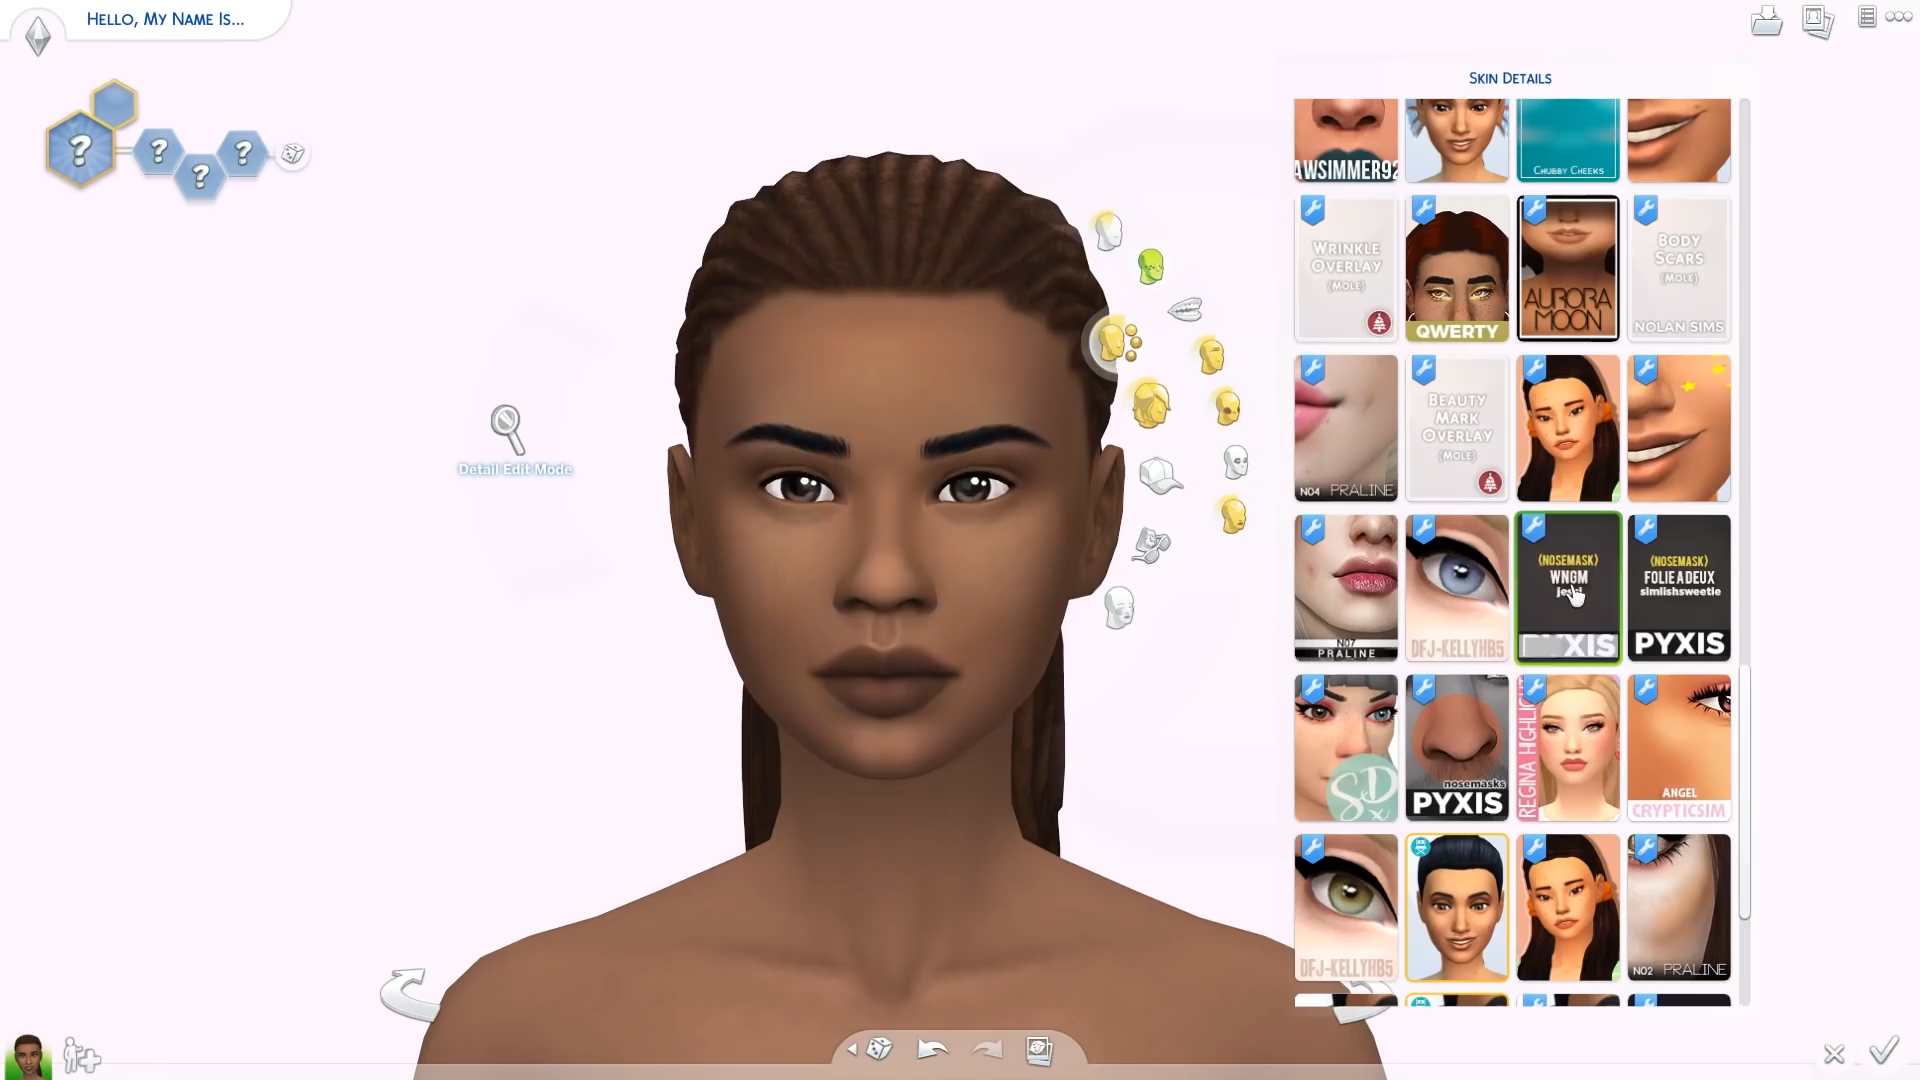 Hello, My Name Is...
Skin Details
AWSIMMER92
Chubby Cheeks
Wrinkle
Overlay
(Mole)
QWERTY
AURORA
MOON
Body
Scars
(Mole)
NOLAN SIMS
N04 PRALINE
Beauty
Mark
Overlay
(Mole)
Detail Edit Mode
N07
PRALINE
DFJ-KELLYHB5
(NOSEMASK)
WNGM
(NOSEMASK)
FOLIE A DEUX
simlishsweetie
PYXIS
SDx
nosemasks
PYXIS
REGINA HIGHLIG
ANGEL
CRYPTICSIM
DFJ-KELLYHB5
N02 PRALINE